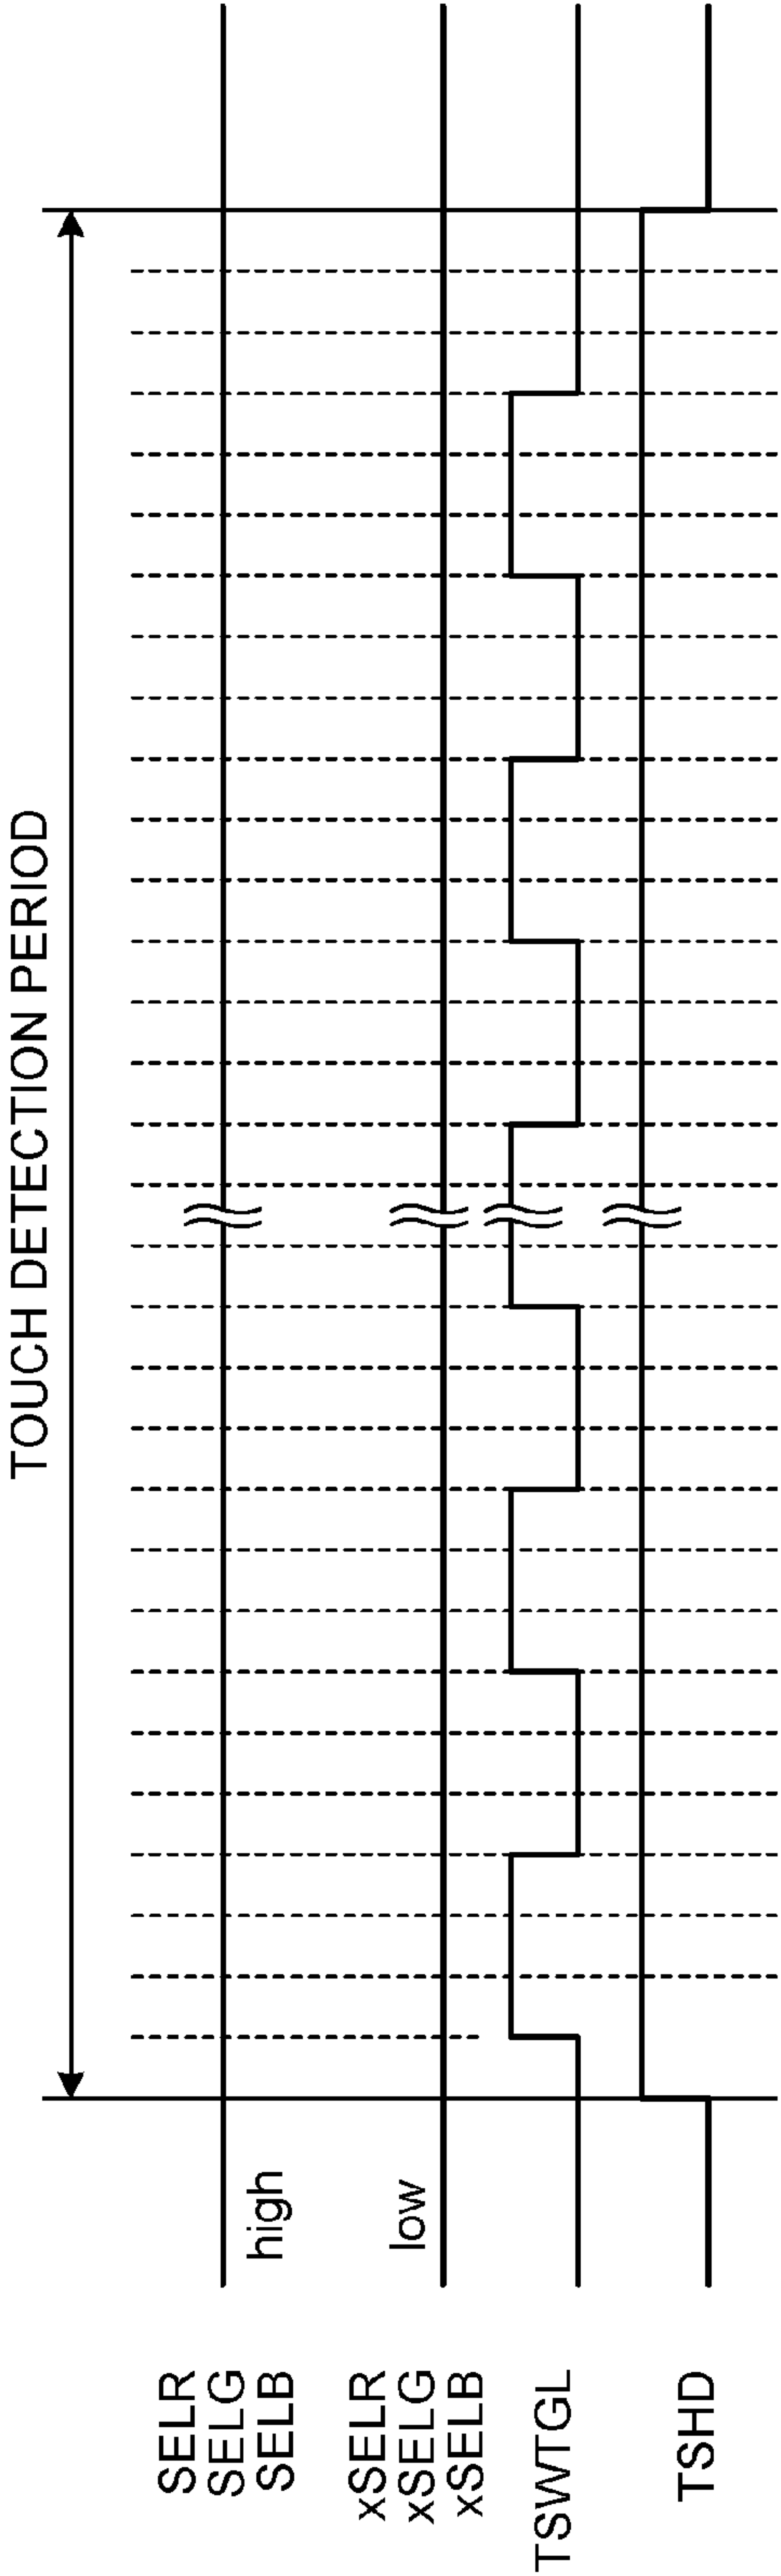 TOUCH DETECTION PERIOD
SELR
SELG
SELB
high
xSELR
xSELG
xSELB
low
TSWTGL
TSHD